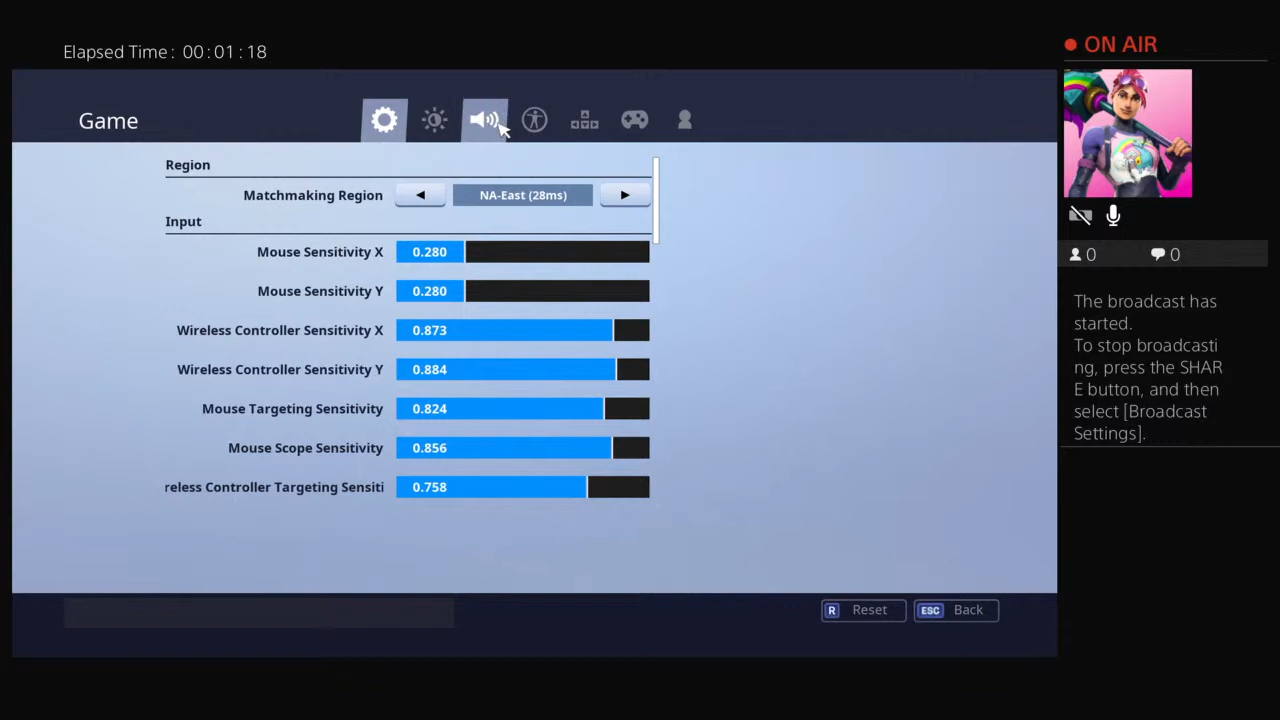 Elapsed Time: 00:01:18
ON AIR
Game
Region
Matchmaking Region NA-East (28ms)
Input
Mouse Sensitivity X 0.280
Mouse Sensitivity Y 0.280
Wireless Controller Sensitivity X 0.873
Wireless Controller Sensitivity Y 0.884
Mouse Targeting Sensitivity 0.824
Mouse Scope Sensitivity 0.856
reless Controller Targeting Sensiti 0.758
R Reset ESC Back
0 0
The broadcast has
started.
To stop broadcasti
ng, press the SHAR
E button, and then
select [Broadcast
Settings].